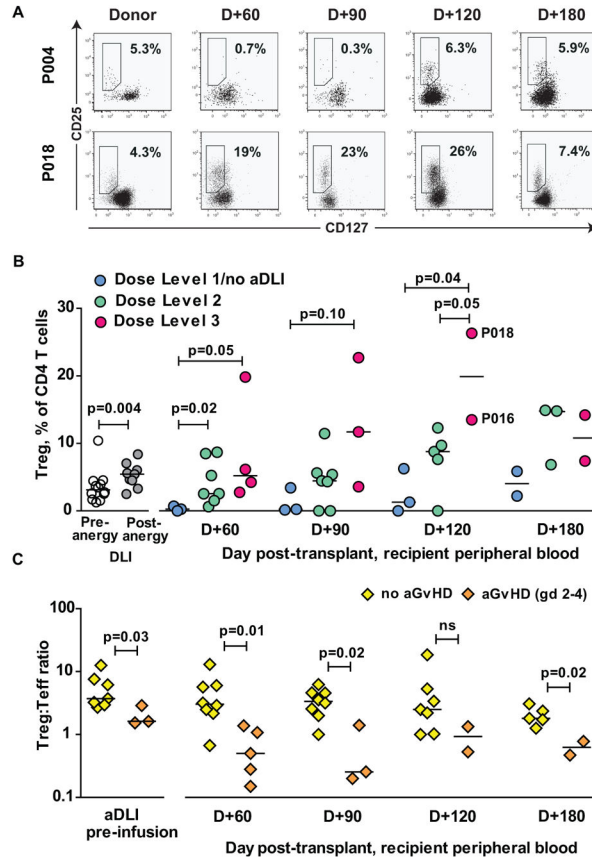 A
Donor D+60 D+90 D+120 D+180
P004
5.3% 0.7% 0.3% 6.3% 5.9%
CD25
P018
4.3% 19% 23% 26% 7.4%
CD127
B
Dose Level 1/no aDLI
Dose Level 2
Dose Level 3
p=0.04
p=0.05
p=0.10
p=0.05
p=0.02
p=0.004
P018
P016
Treg, % of CD4 T cells
30
20
10
0
Pre-anergy
Post-anergy
DLI
D+60 D+90 D+120 D+180
Day post-transplant, recipient peripheral blood
C
no aGvHD aGvHD (gd 2-4)
p=0.03 p=0.01 p=0.02 ns p=0.02
Treg:Teff ratio
100
10
1
0.1
aDLI
pre-infusion
D+60 D+90 D+120 D+180
Day post-transplant, recipient peripheral blood